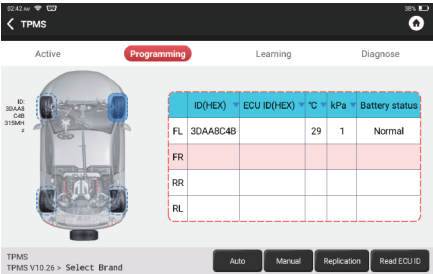 02:42 AM 38%
TPMS
Active Programming Learning Diagnose
ID:
3DAA8
C4B
315MH
z
ID(HEX) ECU ID(HEX) °C kPa Battery status
FL 3DAA8C4B 29 1 Normal
FR
RR
RL
TPMS
TPMS V10.26 > Select Brand
Auto Manual Replication Read ECU ID